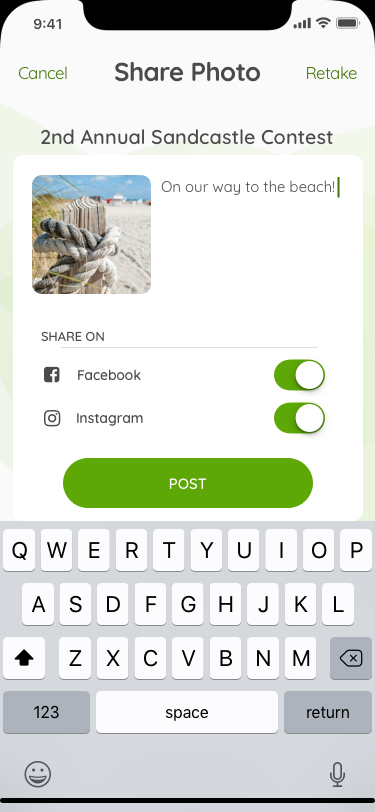 9:41
Cancel
Share Photo
Retake
2nd Annual Sandcastle Contest
On our way to the beach!
SHARE ON
Facebook
Instagram
POST
Q W E R T Y U I O P
A S D F G H J K L
Z X C V B N M
123
space
return